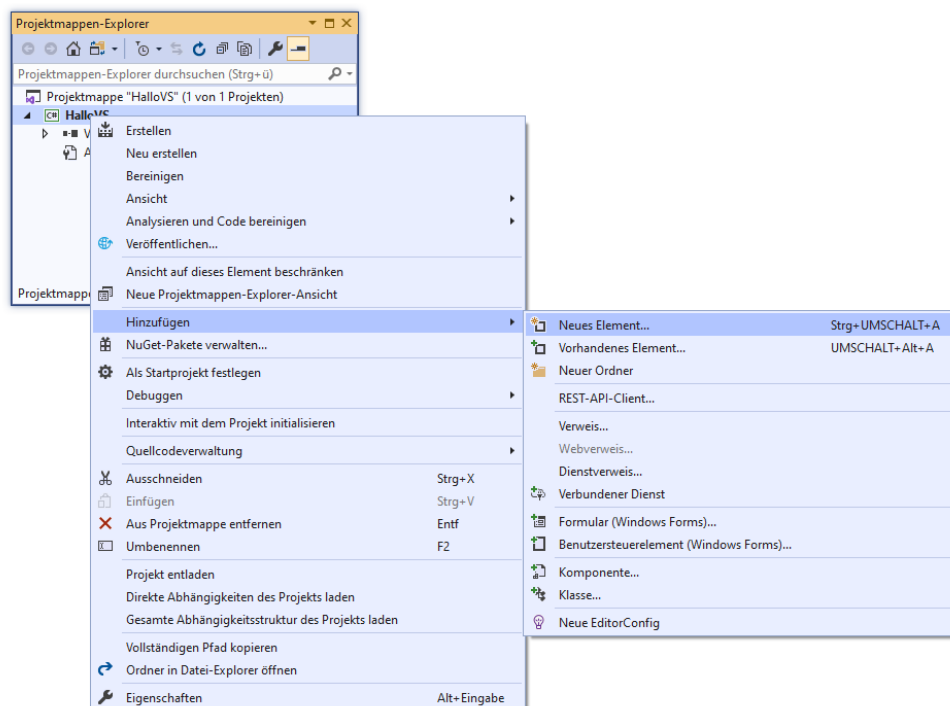 Projektmappen-Explorer
Projektmappen-Explorer durchsuchen (Strg+ü)
Projektmappe "HalloVS" (1 von 1 Projekten)
C# HalloVS
V
A
Projektmapp
Erstellen
Neu erstellen
Bereinigen
Ansicht
Analysieren und Code bereinigen
Veröffentlichen...
Ansicht auf dieses Element beschränken
Neue Projektmappen-Explorer-Ansicht
Hinzufügen
NuGet-Pakete verwalten...
Als Startprojekt festlegen
Debuggen
Interaktiv mit dem Projekt initialisieren
Quellcodeverwaltung
Ausschneiden Strg+X
Einfügen Strg+V
Aus Projektmappe entfernen Entf
Umbenennen F2
Projekt entladen
Direkte Abhängigkeiten des Projekts laden
Gesamte Abhängigkeitsstruktur des Projekts laden
Vollständigen Pfad kopieren
Ordner in Datei-Explorer öffnen
Eigenschaften Alt+Eingabe
Neues Element... Strg+UMSCHALT+A
Vorhandenes Element... UMSCHALT+Alt+A
Neuer Ordner
REST-API-Client...
Verweis...
Webverweis...
Dienstverweis...
Verbundener Dienst
Formular (Windows Forms)...
Benutzersteuerelement (Windows Forms)...
Komponente...
Klasse...
Neue EditorConfig